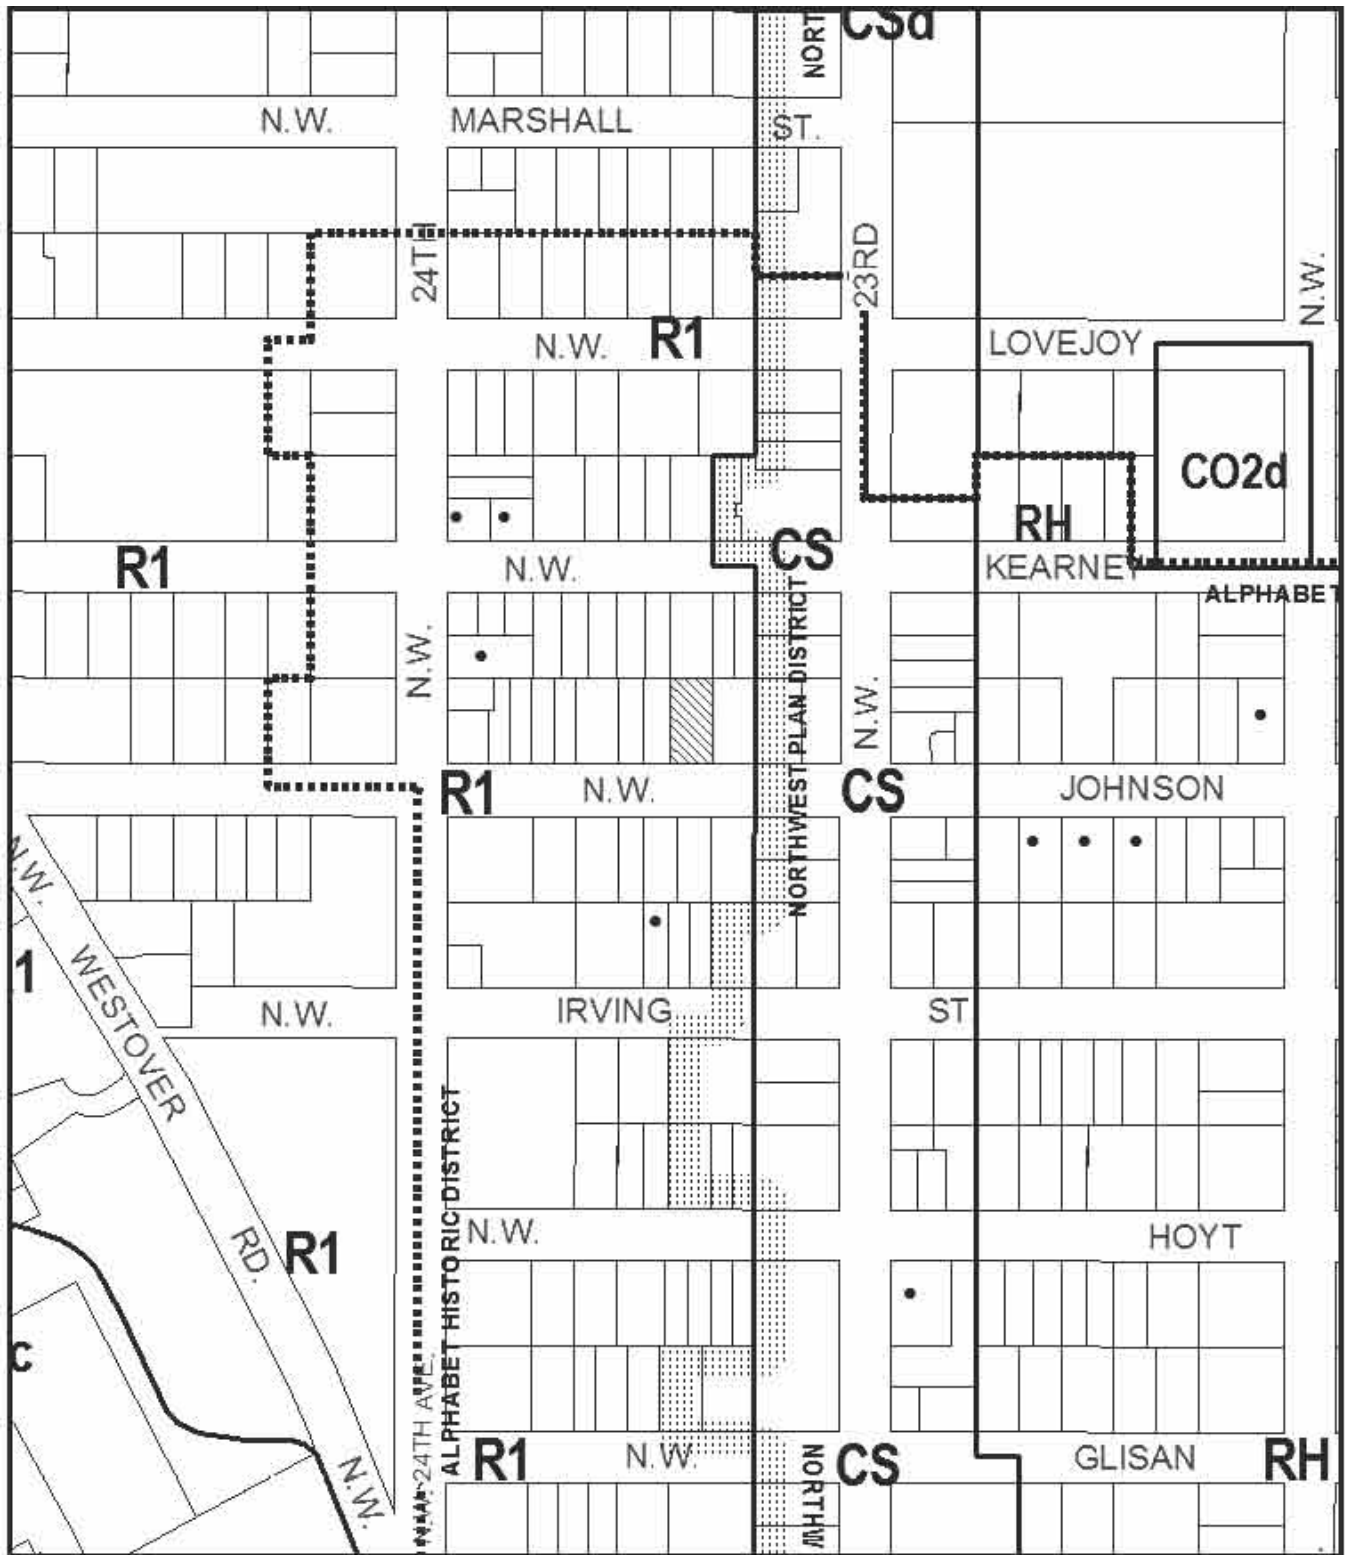 CSd
NORT
N.W. MARSHALL ST.
24TH
23RD
N.W.
N.W. R1
LOVEJOY
CO2d
RH
R1
N.W.
CS
KEARNEY
ALPHABET
N.W.
NORTHWEST PLAN DISTRICT
N.W.
R1
N.W.
CS
JOHNSON
N.W.
WESTOVER
RD.
N.W.
1
N.W. IRVING ST
ALPHABET HISTORIC DISTRICT
N.W. HOYT
R1
C
N.W. 24TH AVE.
R1
N.W.
CS
GLISAN
RH
NORTHW